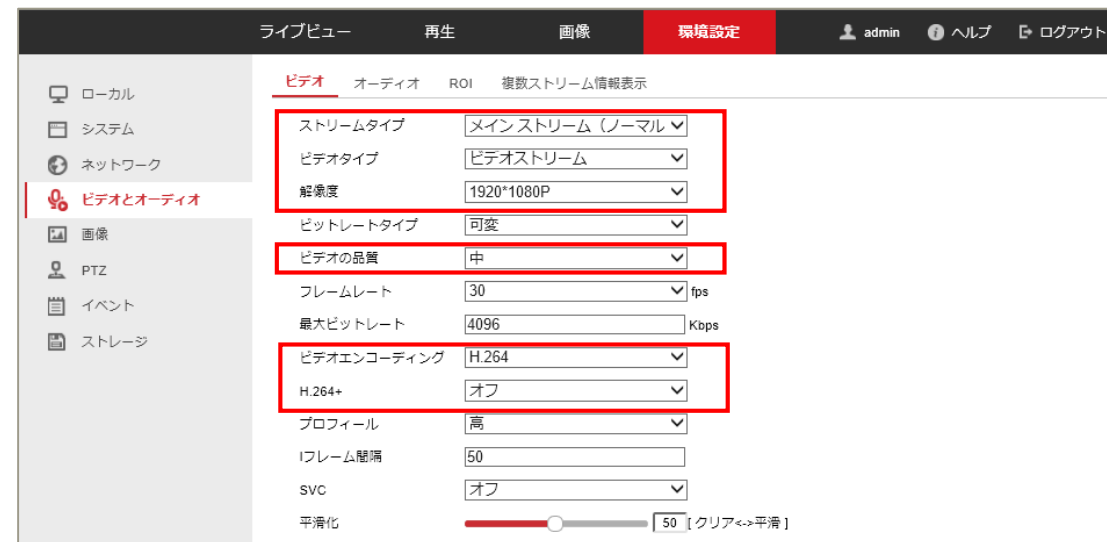 ライブビュー 再生 画像 環境設定 admin ヘルプ ログアウト
ローカル
システム
ネットワーク
ビデオとオーディオ
画像
PTZ
イベント
ストレージ
ビデオ オーディオ ROI 複数ストリーム情報表示
ストリームタイプ メインストリーム（ノーマル
ビデオタイプ ビデオストリーム
解像度 1920*1080P
ビットレートタイプ 可変
ビデオの品質 中
フレームレート 30 fps
最大ビットレート 4096 Kbps
ビデオエンコーディング H.264
H.264+ オフ
プロフィール 高
Iフレーム間隔 50
SVC オフ
平滑化 50 [ クリア<->平滑 ]